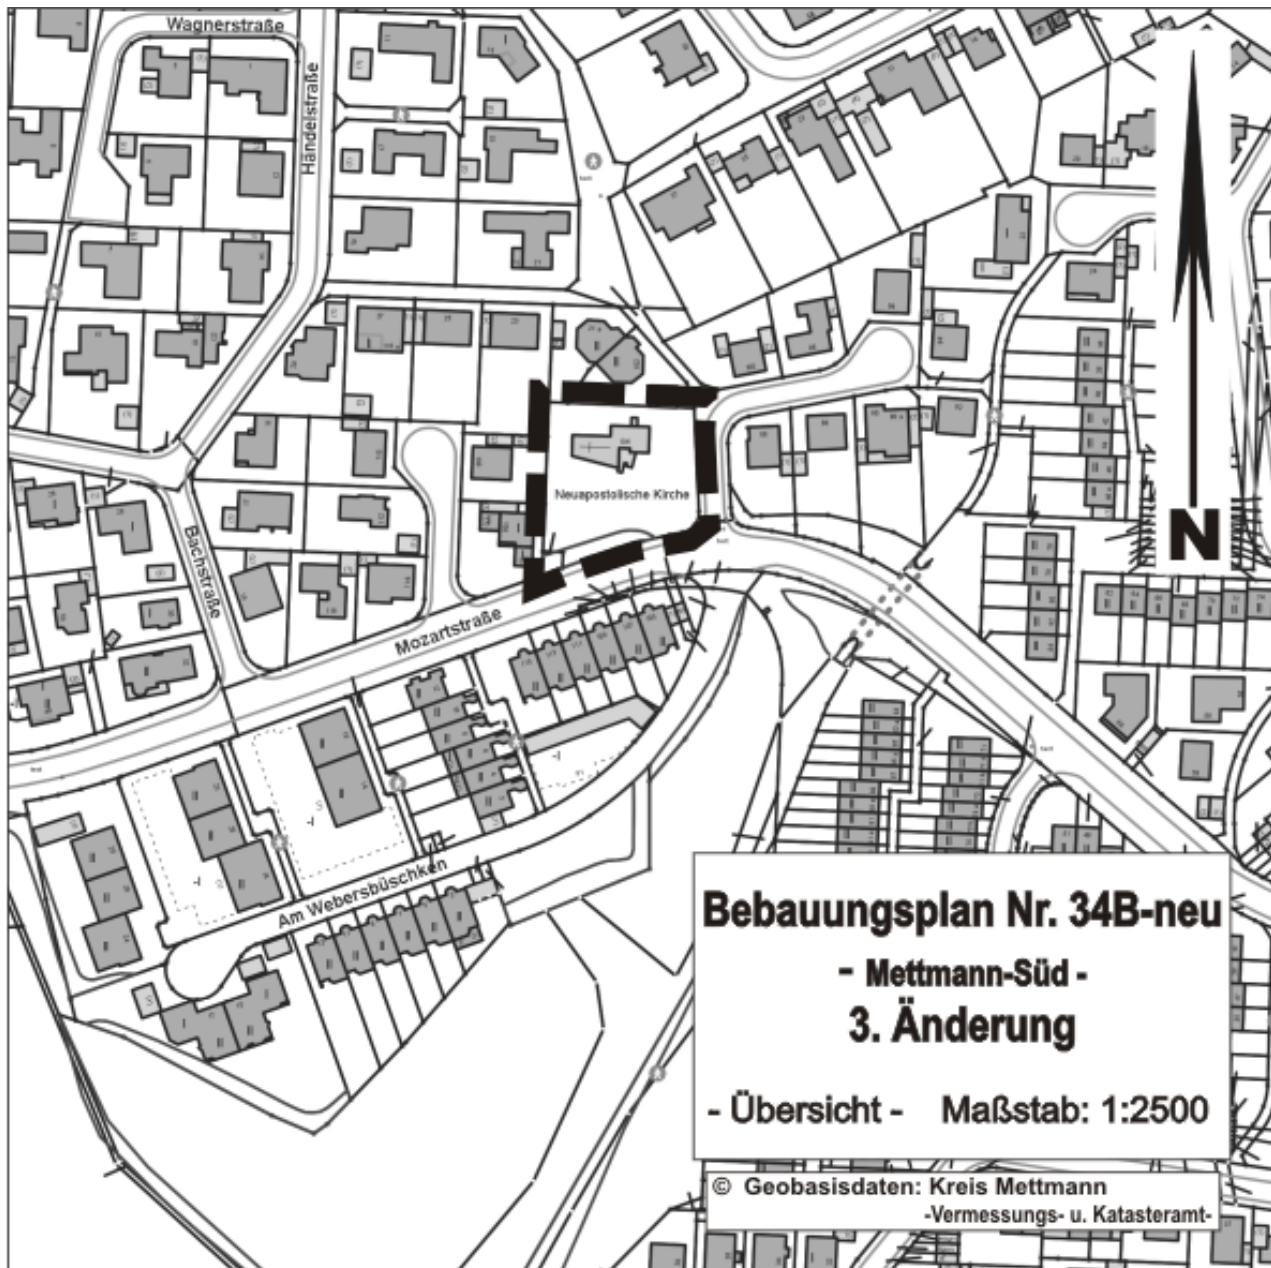 Wagnerstraße
Händelstraße
Neuapostolische Kirche
Bachstraße
Mozartstraße
Am Webersbüschken
N
Bebauungsplan Nr. 34B-neu
- Mettmann-Süd -
3. Änderung
- Übersicht - Maßstab: 1:2500
© Geobasisdaten: Kreis Mettmann
-Vermessungs- u. Katasteramt-